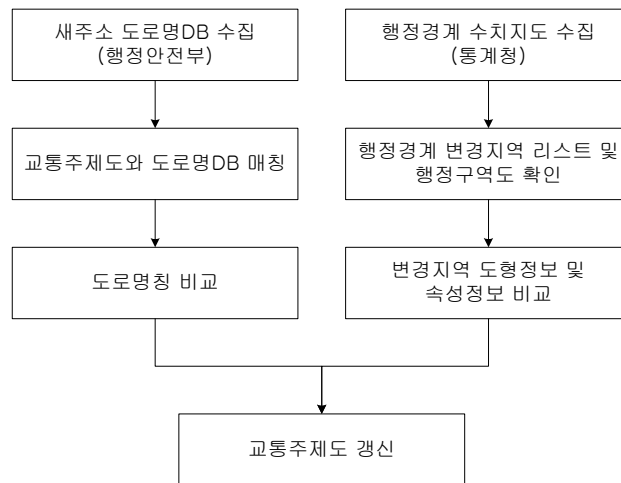 새주소 도로명DB 수집
(행정안전부)
교통주제도와 도로명DB 매칭
도로명칭 비교
행정경계 수치지도 수집
(통계청)
행정경계 변경지역 리스트 및
행정구역도 확인
변경지역 도형정보 및
속성정보 비교
교통주제도 갱신